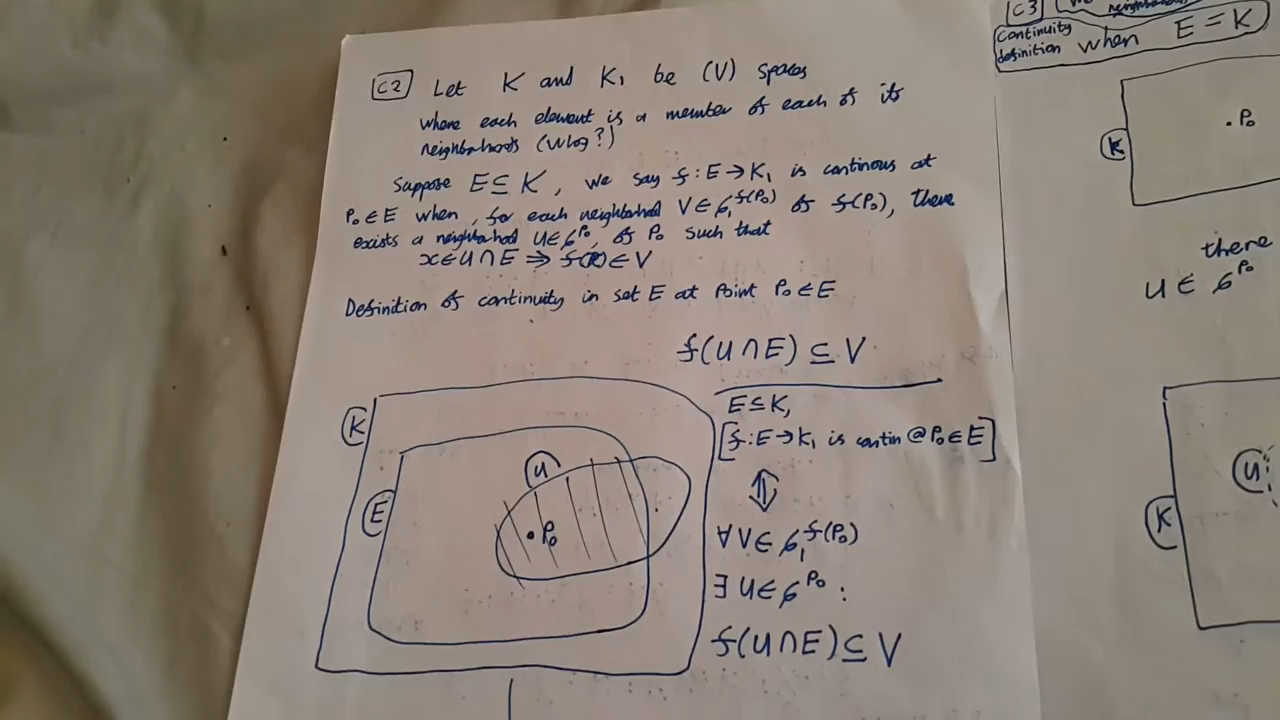 C2 Let K and K₁ be (V) spaces
where each element is a member of each of its
neighborhoods (wlog?)
Suppose E ⊆ K, we say f: E → K₁ is continous at
P₀ ∈ E when, for each neighborhood V ∈ 𝒢₁^f(P₀) of f(P₀), there
exists a neighborhood U ∈ 𝒢^P₀, of P₀ such that
x ∈ U ∩ E ⇒ f(x) ∈ V
Definition of continuity in set E at point P₀ ∈ E
f(U ∩ E) ⊆ V
E ⊆ K,
[f: E → K₁ is contin @ P₀ ∈ E]
⇕
∀ V ∈ 𝒢₁^f(P₀)
∃ U ∈ 𝒢^P₀ :
f(U ∩ E) ⊆ V
K
E
U
P₀
C3
Continuity
definition when E = K
K
P₀
there
U ∈ 𝒢^P₀
U
K